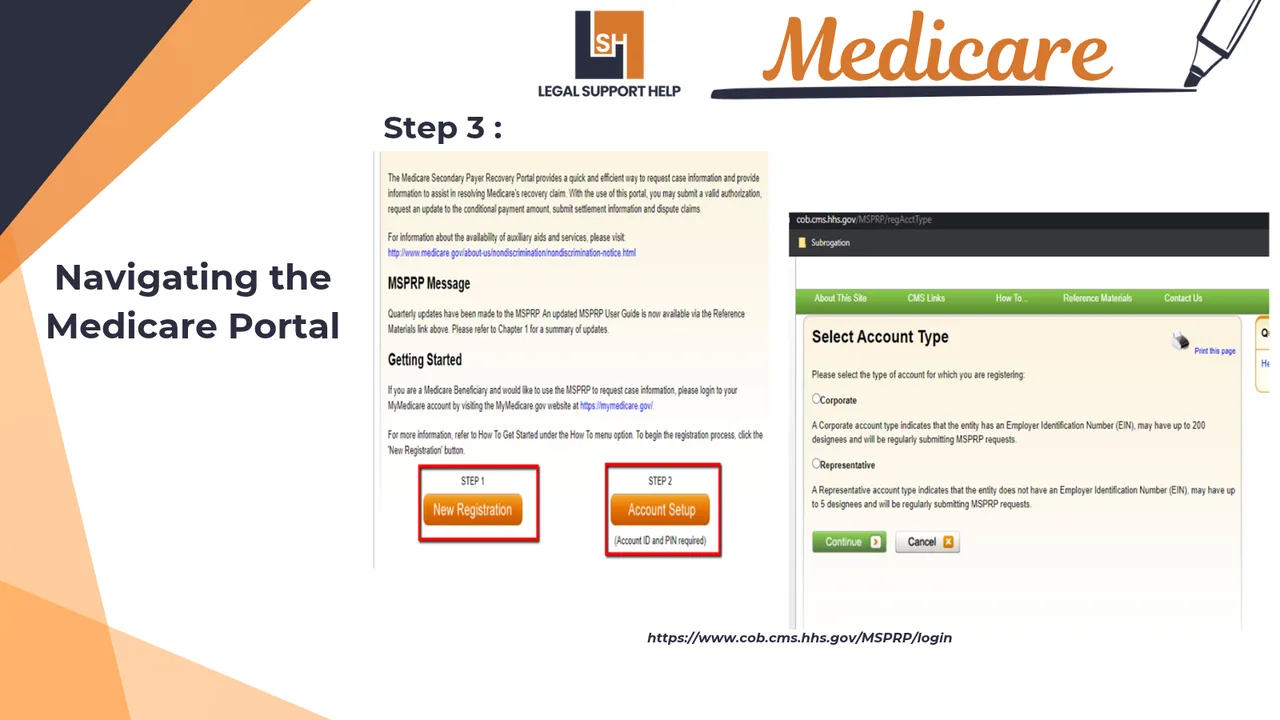 LSH
LEGAL SUPPORT HELP
Medicare
Step 3 :
Navigating the
Medicare Portal
The Medicare Secondary Payer Recovery Portal provides a quick and efficient way to request case information and provide
information to assist in resolving Medicare's recovery claim. With the use of this portal, you may submit a valid authorization,
request an update to the conditional payment amount, submit settlement information and dispute claims.
For information about the availability of auxiliary aids and services, please visit:
http://www.medicare.gov/about-us/nondiscrimination/nondiscrimination-notice.html
MSPRP Message
Quarterly updates have been made to the MSPRP. An updated MSPRP User Guide is now available via the Reference
Materials link above. Please refer to Chapter 1 for a summary of updates.
Getting Started
If you are a Medicare Beneficiary and would like to use the MSPRP to request case information, please login to your
MyMedicare account by visiting the MyMedicare.gov website at https://mymedicare.gov/.
For more information, refer to How To Get Started under the How To menu option. To begin the registration process, click the
'New Registration' button.
STEP 1
New Registration
STEP 2
Account Setup
(Account ID and PIN required)
cob.cms.hhs.gov/MSPRP/regAcctType
Subrogation
About This Site CMS Links How To... Reference Materials Contact Us
Select Account Type
Print this page
Please select the type of account for which you are registering:
Corporate
A Corporate account type indicates that the entity has an Employer Identification Number (EIN), may have up to 200
designees and will be regularly submitting MSPRP requests.
Representative
A Representative account type indicates that the entity does not have an Employer Identification Number (EIN), may have up
to 5 designees and will be regularly submitting MSPRP requests.
Continue Cancel
https://www.cob.cms.hhs.gov/MSPRP/login